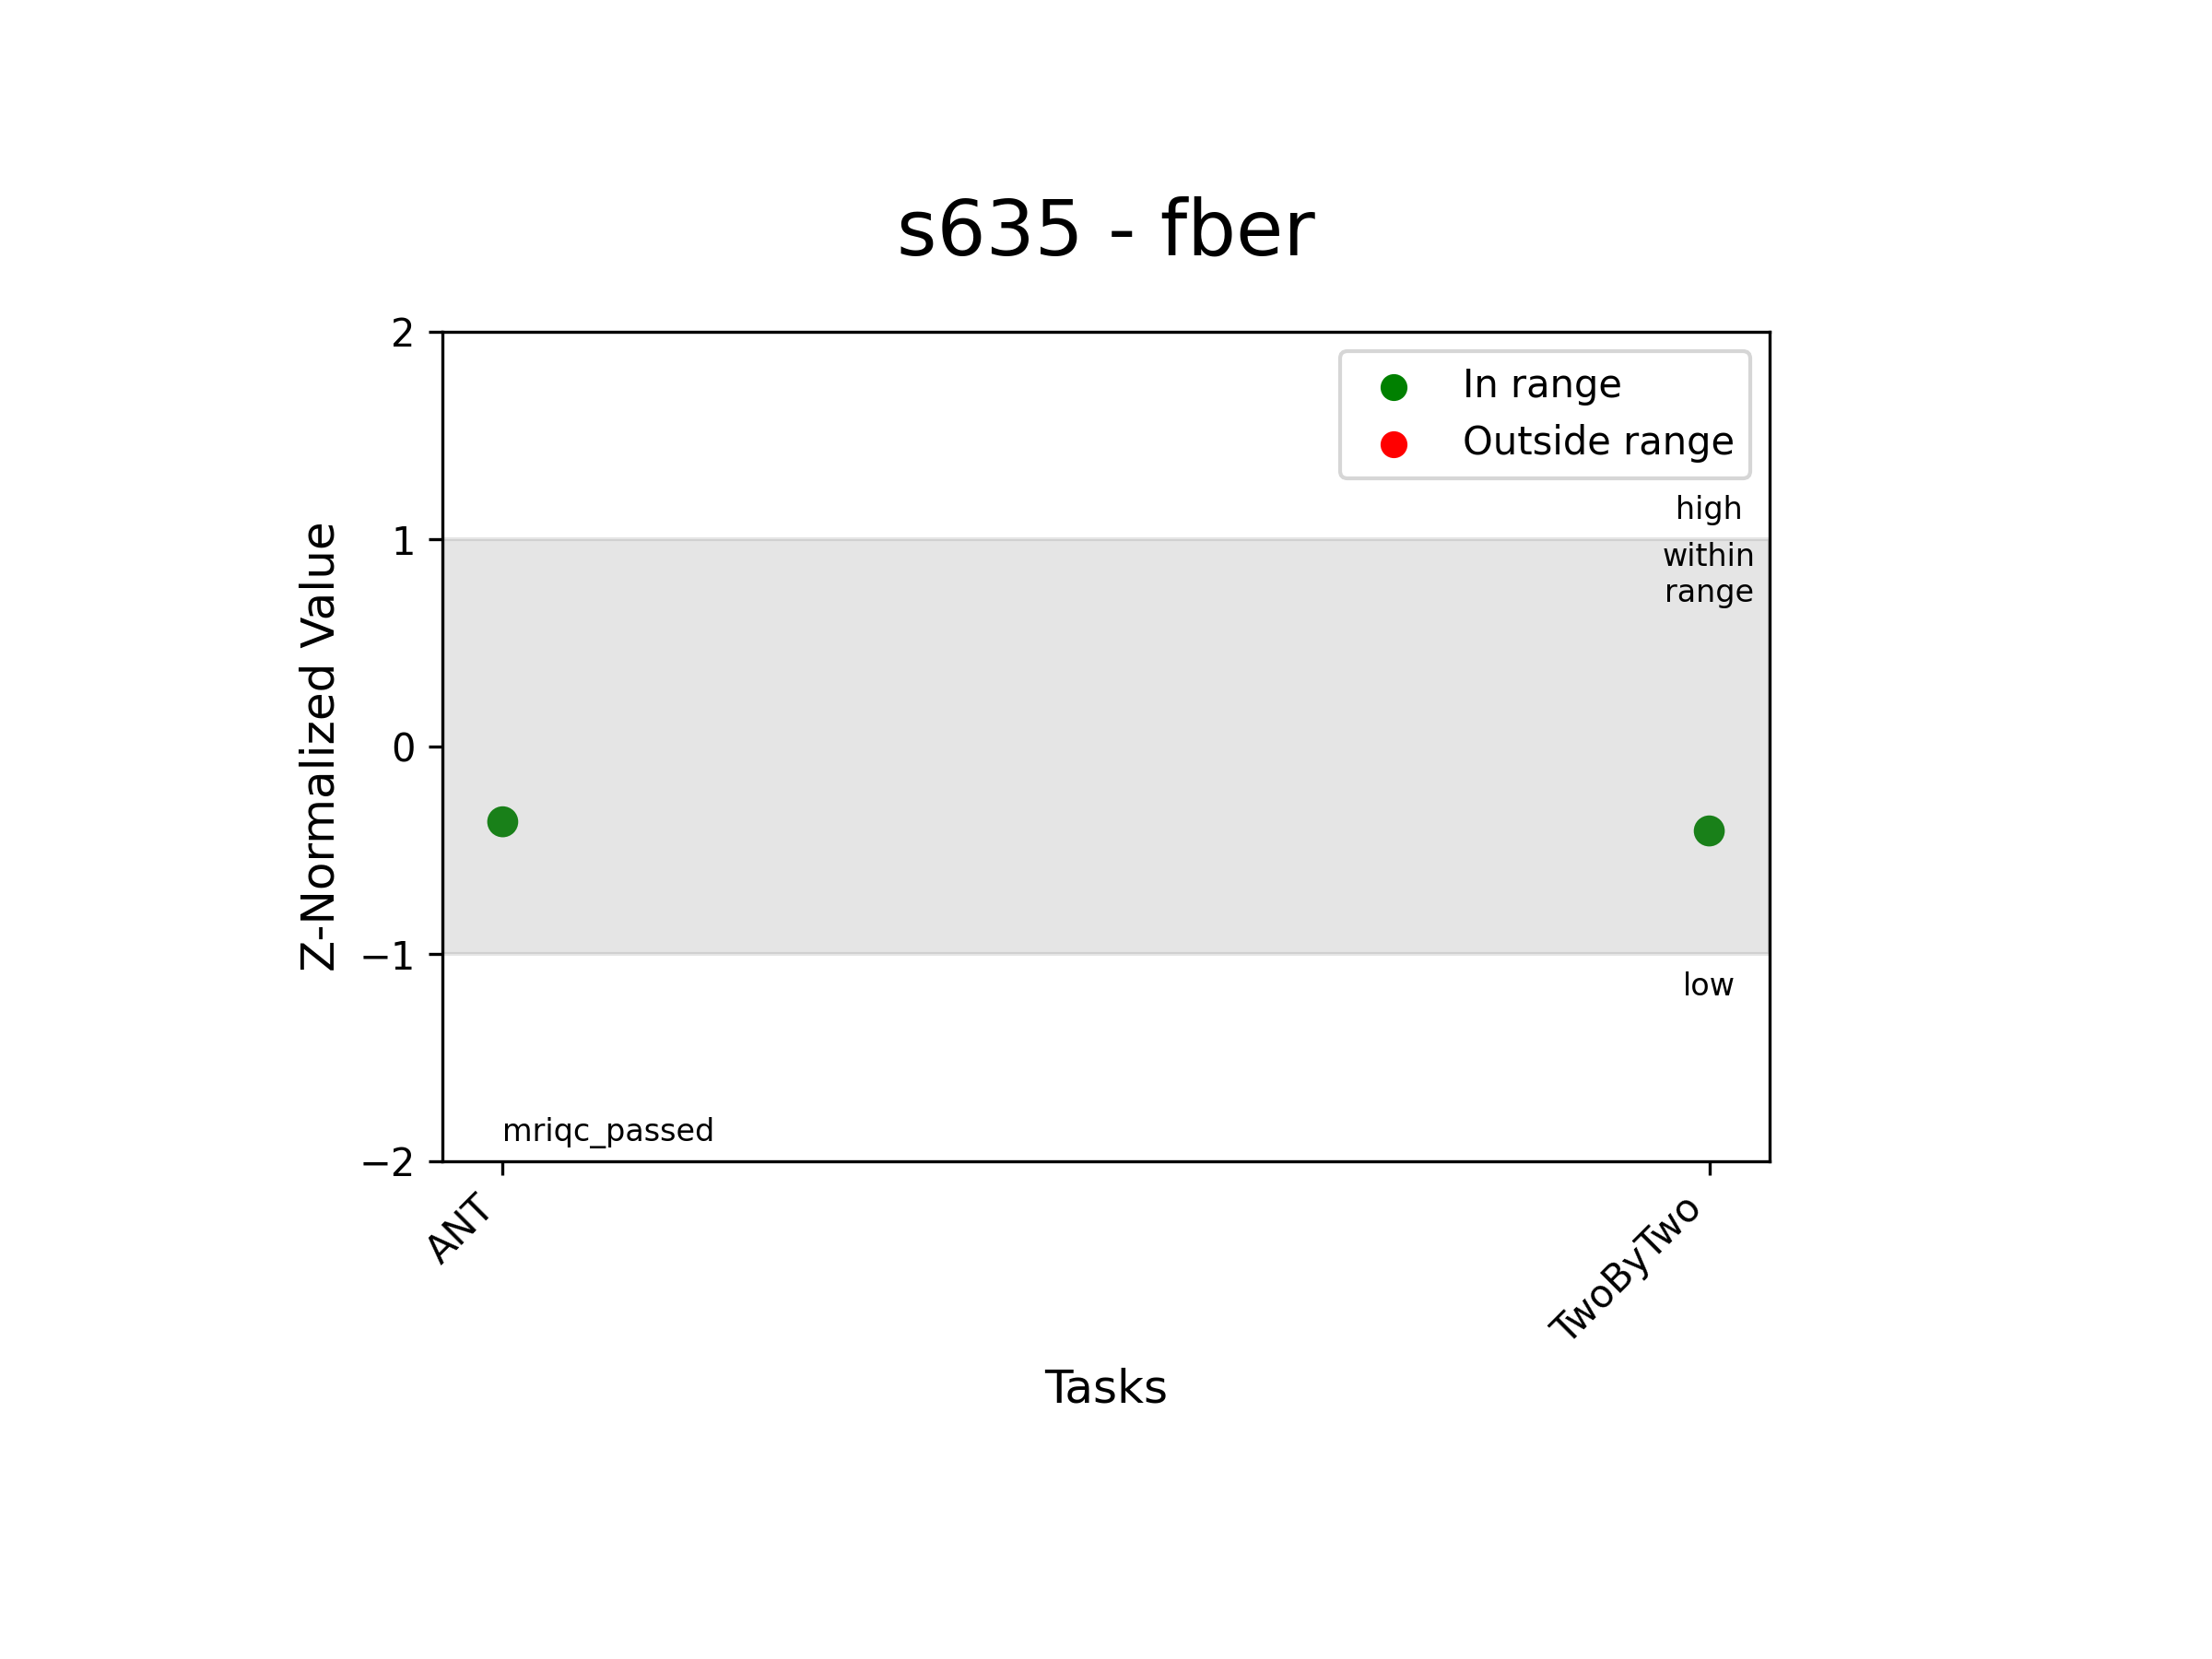 s635 - fber
2
In range
Outside range
high
1
within
range
Z-Normalized Value
0
−1
low
mriqc_passed
−2
ANT
TwoByTwo
Tasks